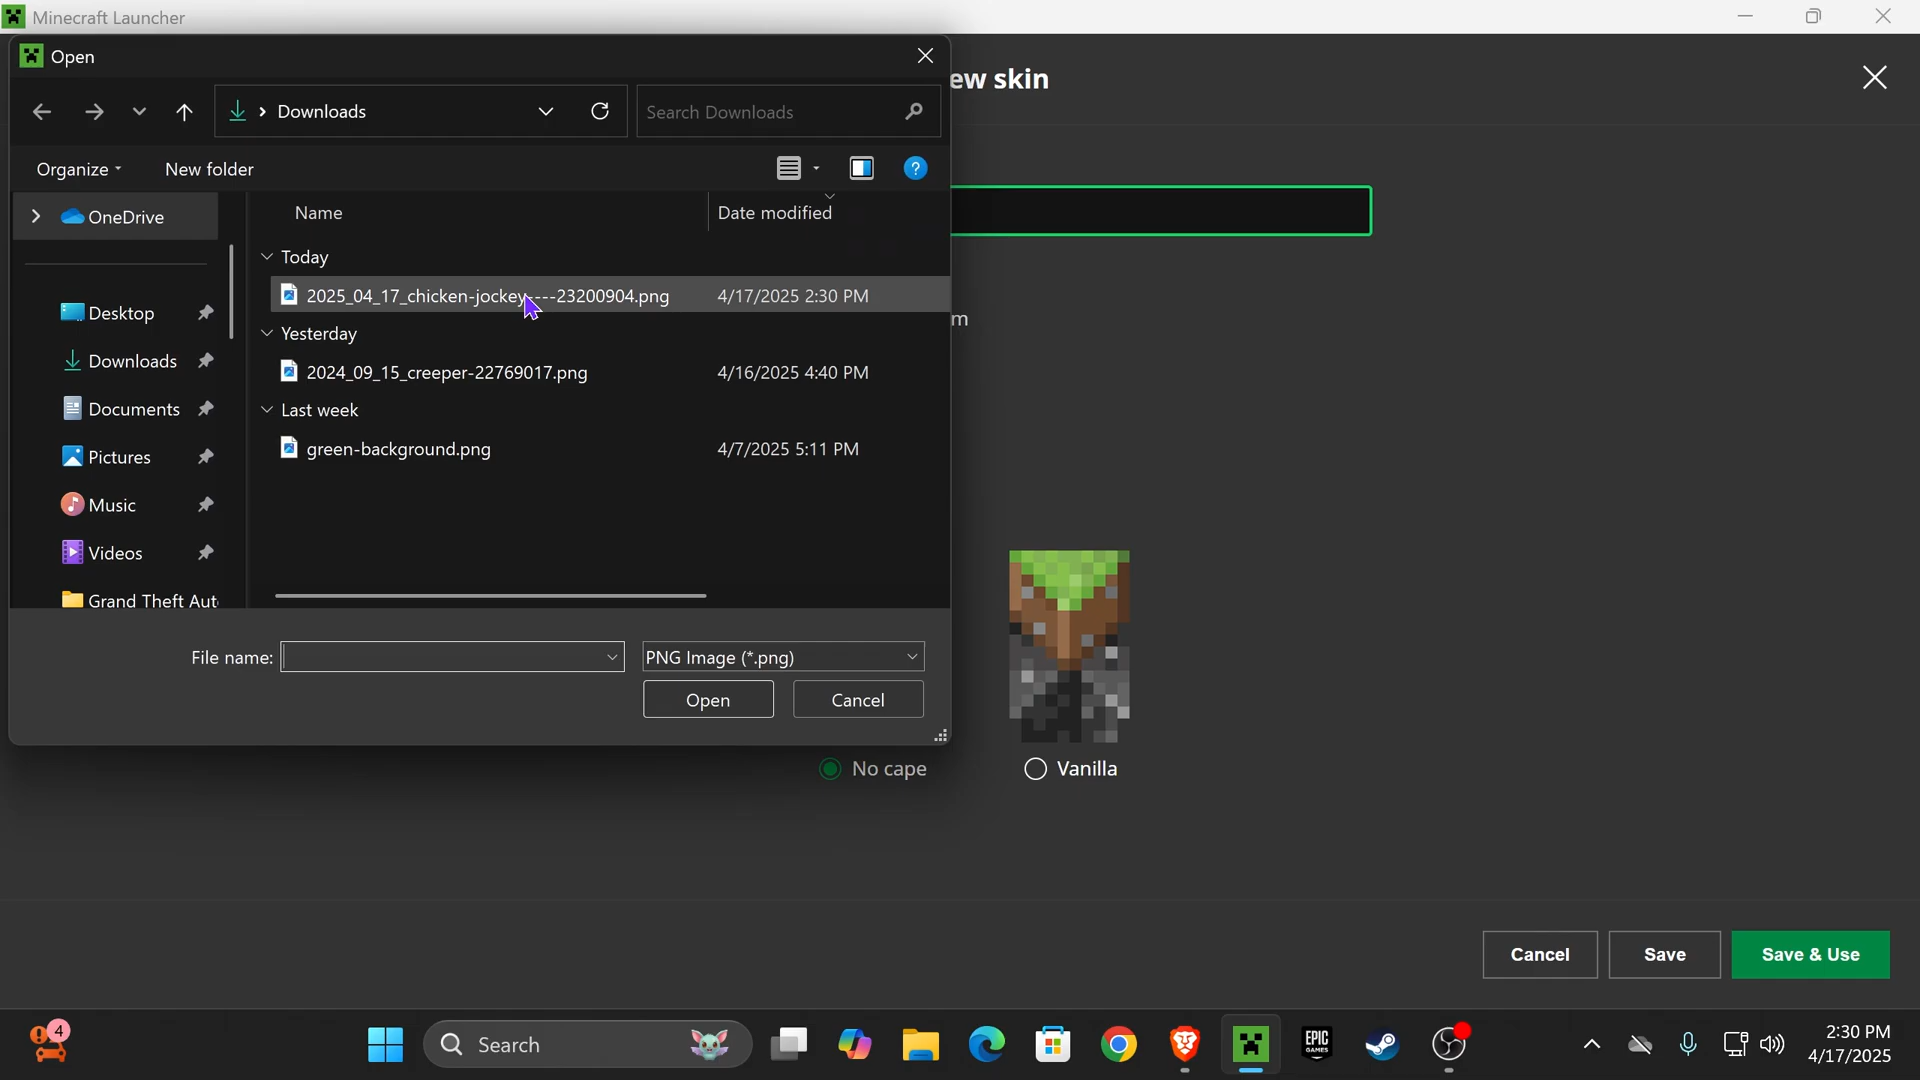 Minecraft Launcher
Open
ew skin
Downloads
Search Downloads
Organize
New folder
OneDrive
Name
Date modified
Today
2025_04_17_chicken-jockey----23200904.png 4/17/2025 2:30 PM
Desktop
m
Yesterday
Downloads
2024_09_15_creeper-22769017.png 4/16/2025 4:40 PM
Documents
Last week
Pictures
green-background.png 4/7/2025 5:11 PM
Music
Videos
Grand Theft Aut
File name:
PNG Image (*.png)
Open
Cancel
No cape
Vanilla
Cancel
Save
Save & Use
4
Search
EPIC
GAMES
2:30 PM
4/17/2025